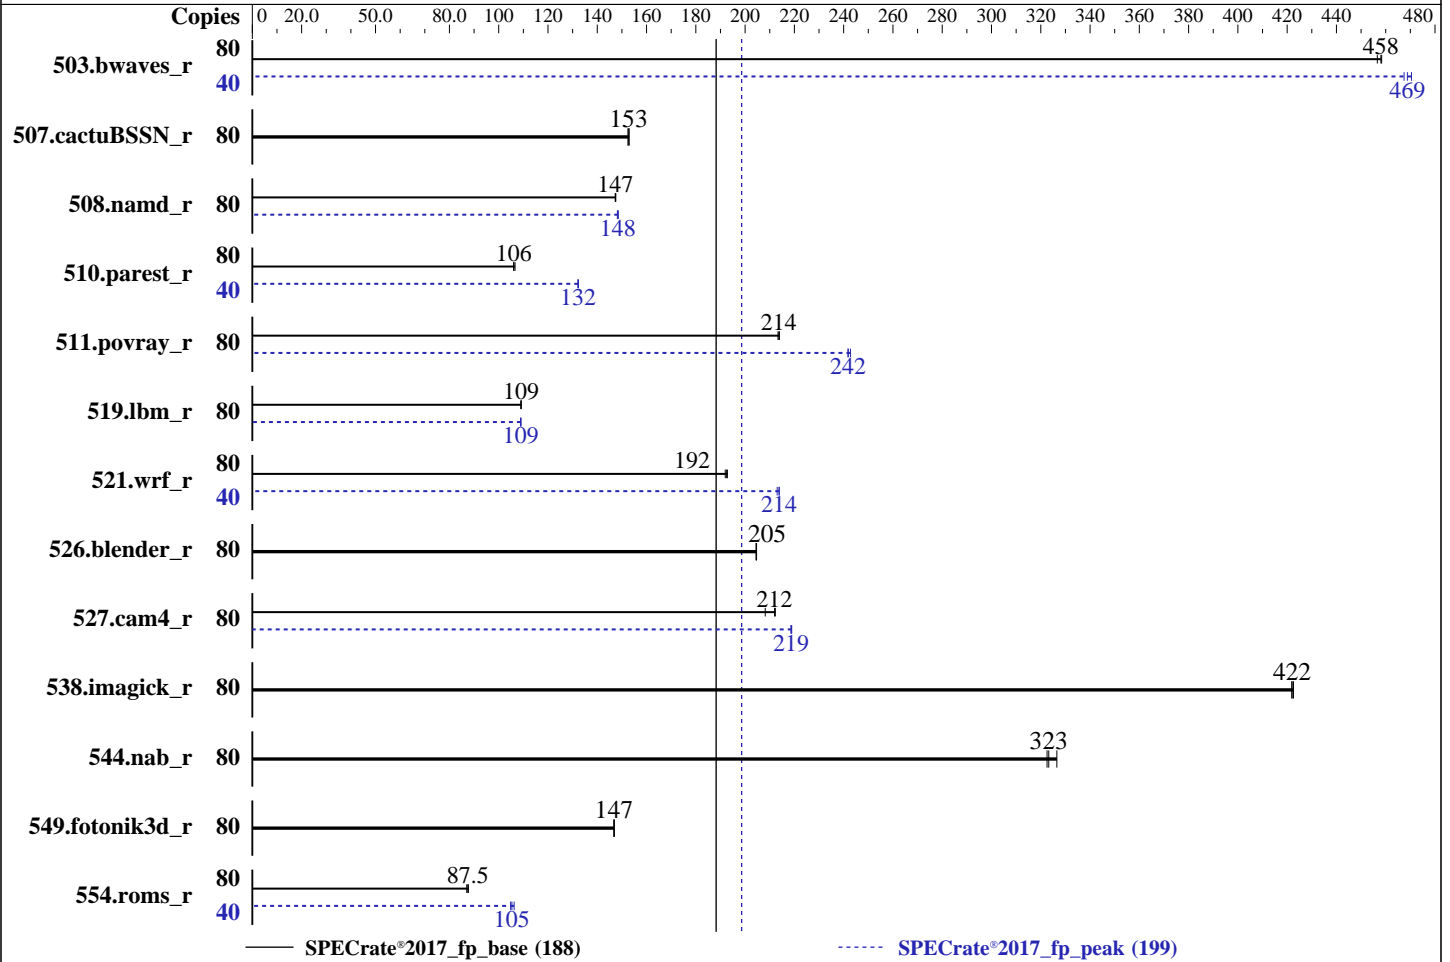 Copies 0 20.0 50.0 80.0 100 120 140 160 180 200 220 240 260 280 300 320 340 360 380 400 420 440 480
503.bwaves_r 80 458
40 469
507.cactuBSSN_r 80 153
508.namd_r 80 147
148
510.parest_r 80 106
40 132
511.povray_r 80 214
242
519.lbm_r 80 109
109
521.wrf_r 80 192
40 214
526.blender_r 80 205
527.cam4_r 80 212
219
538.imagick_r 80 422
544.nab_r 80 323
549.fotonik3d_r 80 147
554.roms_r 80 87.5
40 105
SPECrate®2017_fp_base (188) SPECrate®2017_fp_peak (199)